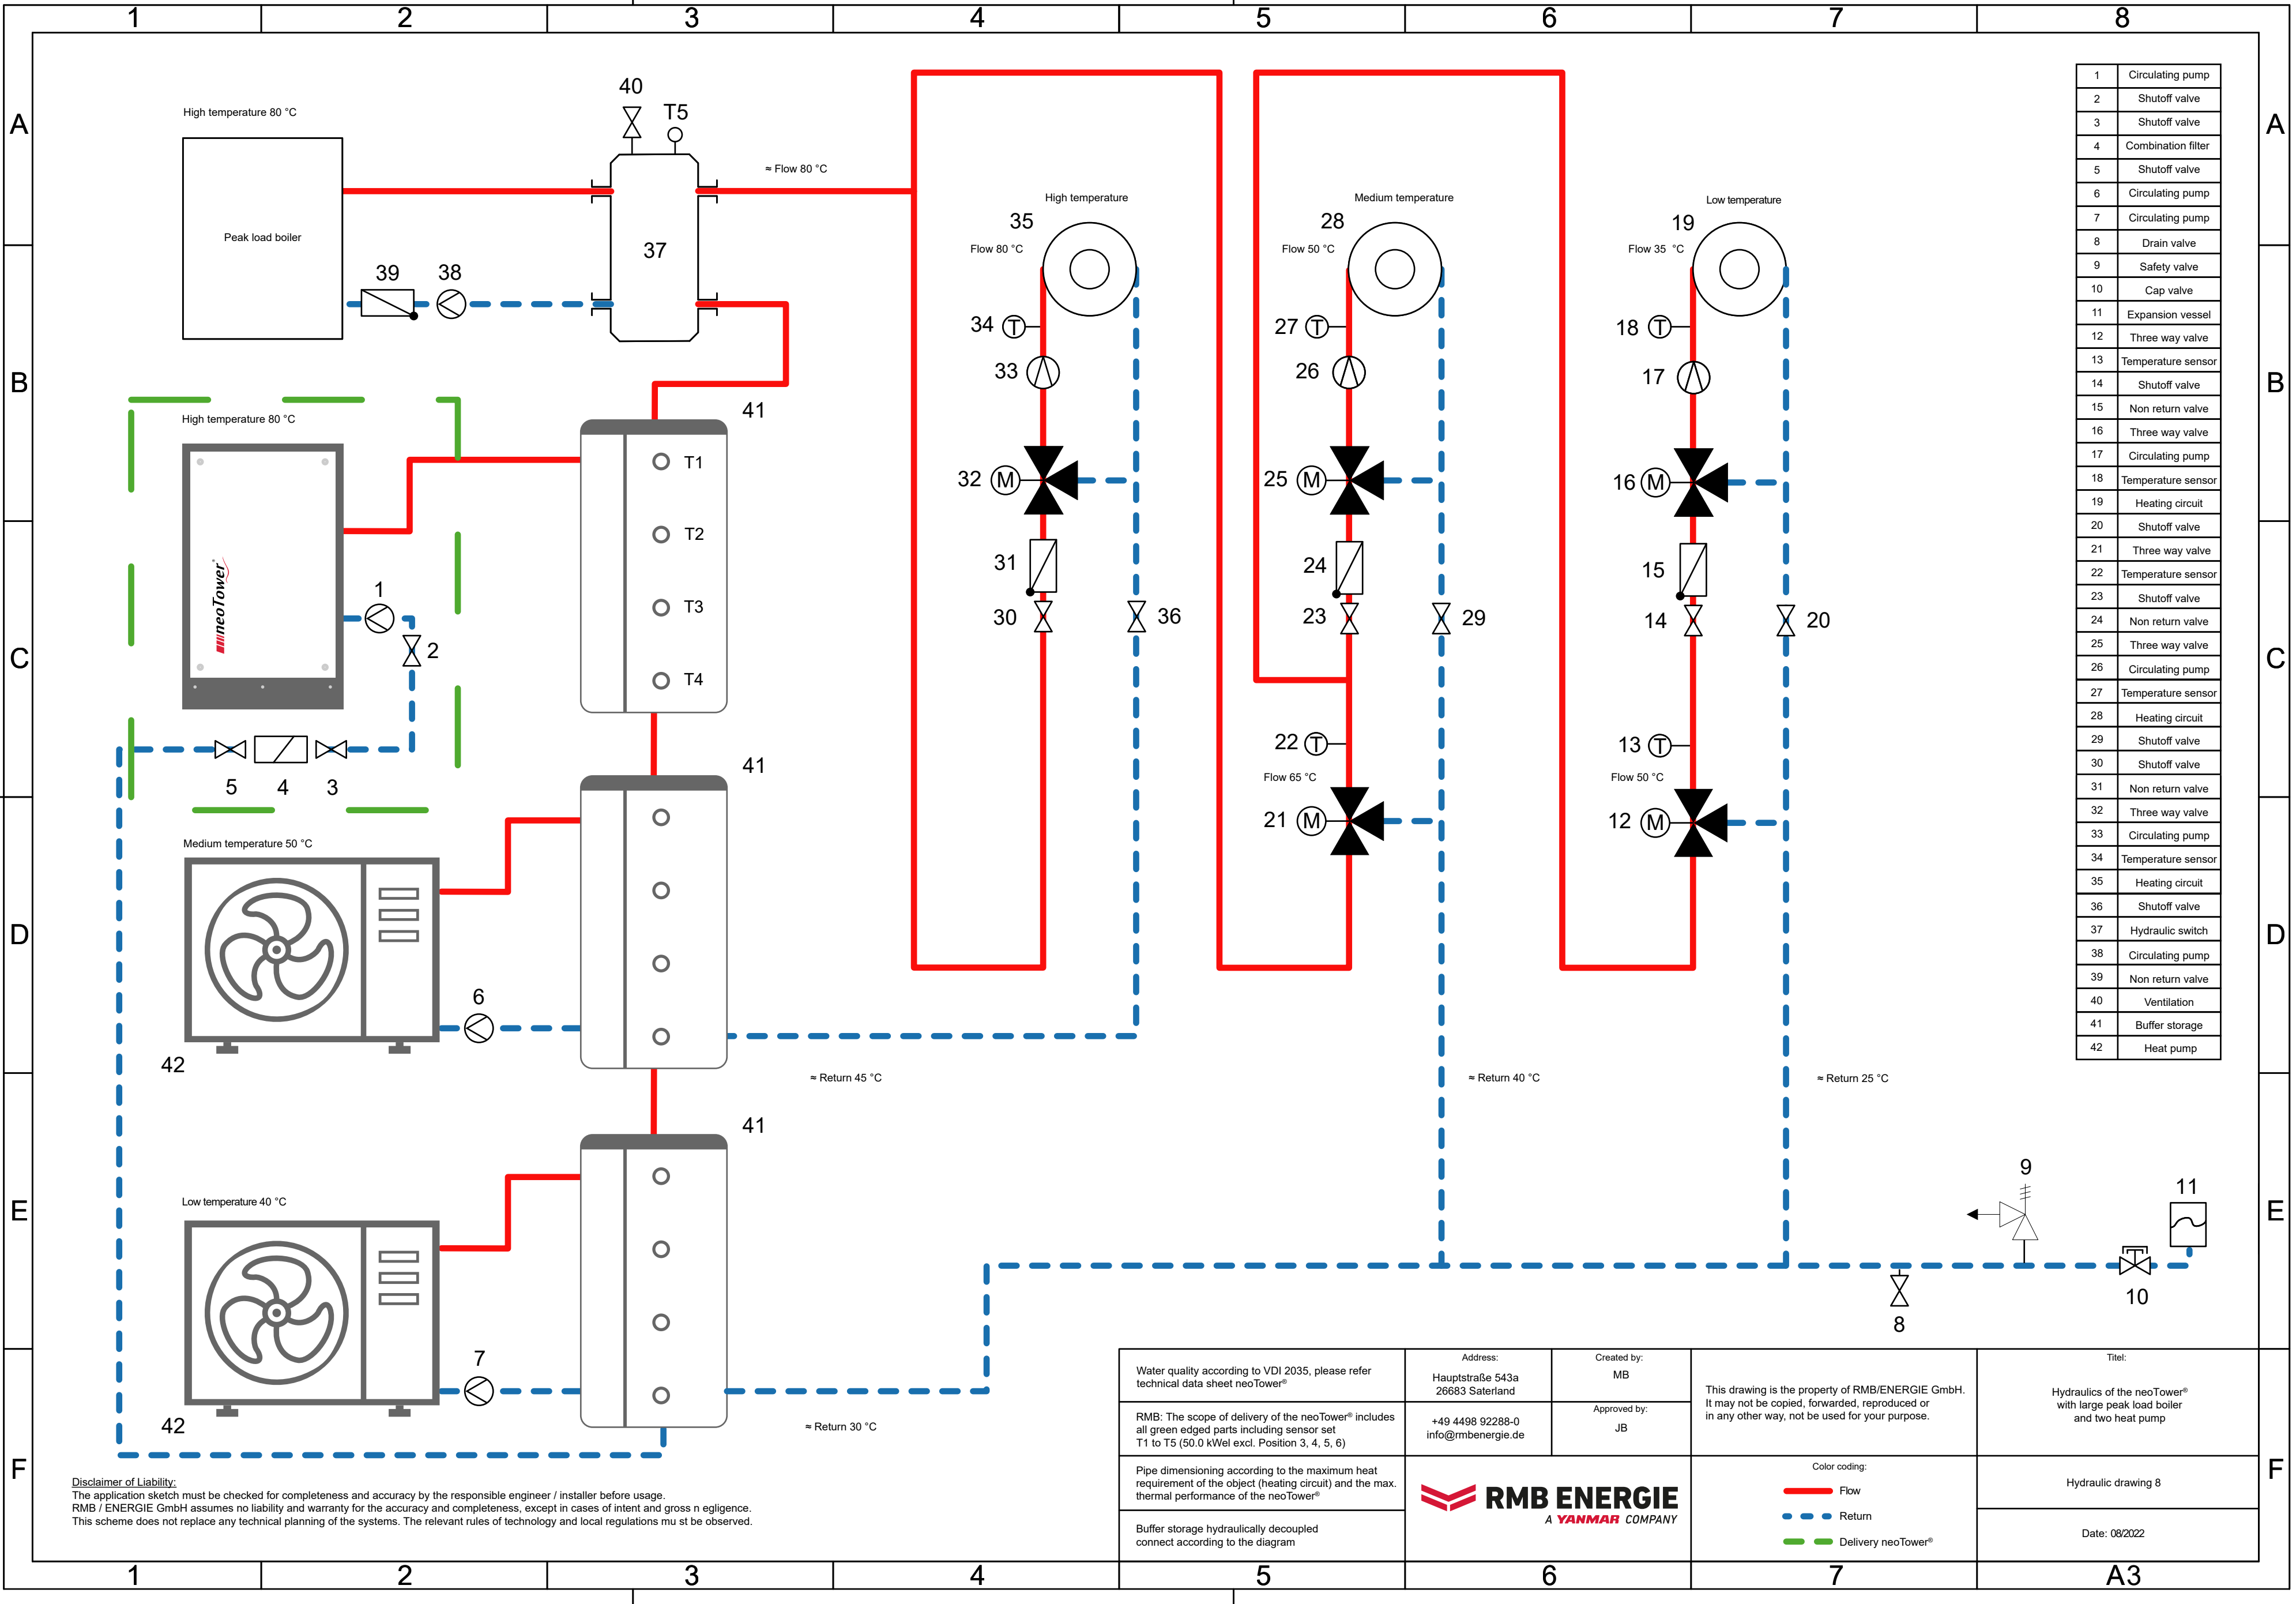 1 2 3 4 5 6 7 8
A A
B B
C C
D D
E E
F F
High temperature 80 °C
Peak load boiler
40
T5
37
39 38
≈ Flow 80 °C
High temperature 80 °C
neoTower®
1
2
5 4 3
41
T1
T2
T3
T4
41
41
Medium temperature 50 °C
6
42
Low temperature 40 °C
7
42
High temperature
35
Flow 80 °C
34 T
33
32 M
31
30
36
≈ Return 45 °C
Medium temperature
28
Flow 50 °C
27 T
26
25 M
24
23
29
22 T
Flow 65 °C
21 M
≈ Return 40 °C
Low temperature
19
Flow 35 °C
18 T
17
16 M
15
14
20
13 T
Flow 50 °C
12 M
≈ Return 25 °C
≈ Return 30 °C
9
11
10
8
1 Circulating pump
2 Shutoff valve
3 Shutoff valve
4 Combination filter
5 Shutoff valve
6 Circulating pump
7 Circulating pump
8 Drain valve
9 Safety valve
10 Cap valve
11 Expansion vessel
12 Three way valve
13 Temperature sensor
14 Shutoff valve
15 Non return valve
16 Three way valve
17 Circulating pump
18 Temperature sensor
19 Heating circuit
20 Shutoff valve
21 Three way valve
22 Temperature sensor
23 Shutoff valve
24 Non return valve
25 Three way valve
26 Circulating pump
27 Temperature sensor
28 Heating circuit
29 Shutoff valve
30 Shutoff valve
31 Non return valve
32 Three way valve
33 Circulating pump
34 Temperature sensor
35 Heating circuit
36 Shutoff valve
37 Hydraulic switch
38 Circulating pump
39 Non return valve
40 Ventilation
41 Buffer storage
42 Heat pump
Disclaimer of Liability:
The application sketch must be checked for completeness and accuracy by the responsible engineer / installer before usage.
RMB / ENERGIE GmbH assumes no liability and warranty for the accuracy and completeness, except in cases of intent and gross n egligence.
This scheme does not replace any technical planning of the systems. The relevant rules of technology and local regulations mu st be observed.
Water quality according to VDI 2035, please refer
technical data sheet neoTower®
RMB: The scope of delivery of the neoTower® includes
all green edged parts including sensor set
T1 to T5 (50.0 kWel excl. Position 3, 4, 5, 6)
Pipe dimensioning according to the maximum heat
requirement of the object (heating circuit) and the max.
thermal performance of the neoTower®
Buffer storage hydraulically decoupled
connect according to the diagram
Address:
Hauptstraße 543a
26683 Saterland
+49 4498 92288-0
info@rmbenergie.de
Created by:
MB
Approved by:
JB
RMB ENERGIE
A YANMAR COMPANY
This drawing is the property of RMB/ENERGIE GmbH.
It may not be copied, forwarded, reproduced or
in any other way, not be used for your purpose.
Color coding:
Flow
Return
Delivery neoTower®
Titel:
Hydraulics of the neoTower®
with large peak load boiler
and two heat pump
Hydraulic drawing 8
Date: 08/2022
1 2 3 4 5 6 7 A3